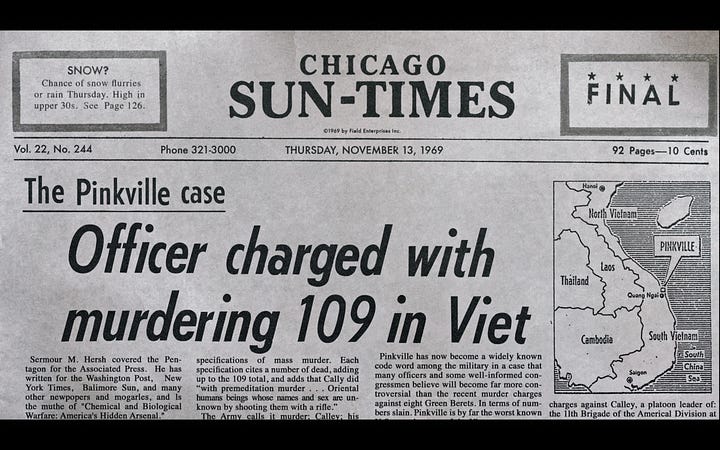 SNOW?
Chance of snow flurries
or rain Thursday. High in
upper 30s. See Page 126.
CHICAGO
SUN-TIMES
©1969 by Field Enterprises Inc.
FINAL
Vol. 22, No. 244 Phone 321-3000 THURSDAY, NOVEMBER 13, 1969 92 Pages—10 Cents
The Pinkville case
Officer charged with
murdering 109 in Viet
Sermour M. Hersh covered the Pen-
tagon for the Associated Press. He has
written for the Washington Post, New
York Times, Baltimore Sun, and many
other newpopers and mogarles, and Is
the muthe of "Chemical and Biological
Warfare: America's Hidden Arsenal."
specifications of mass murder. Each
specification cites a number of dead, adding
up to the 109 total, and adds that Cally did
"with premeditation murder . . . Oriental
humans beings whose names and sex are un-
known by shooting them with a rifle."
The Army calls it murder; Calley; his
Pinkville has now become a widely known
code word among the military in a case that
many officers and some well-informed con-
gressmen believe will become far more con-
troversial than the recent murder charges
against eight Green Berets. In terms of num-
bers slain. Pinkville is by far the worst known
Hanoi
North Vietnam
PINKVILLE
Laos
Thailand
Quang Ngai
Cambodia
South Vietnam
South
China
Sea
Saigon
charges against Calley, a platoon leader: of
the 11th Brigade of the Americal Division at